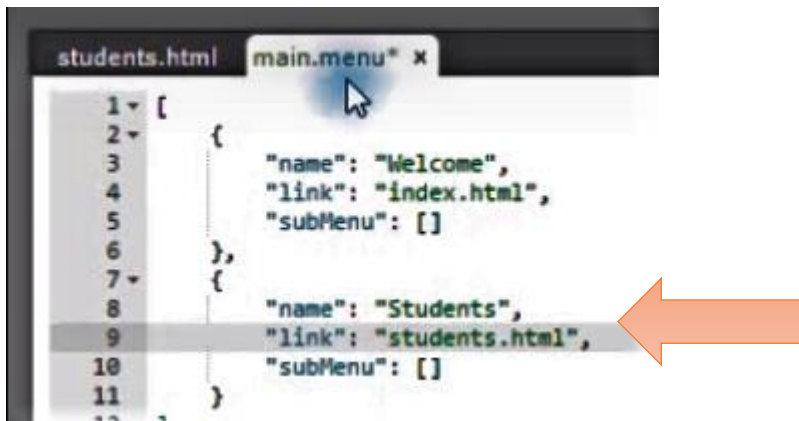 students.html main.menu* ×
1 [
2 {
3 "name": "Welcome",
4 "link": "index.html",
5 "subMenu": []
6 },
7 {
8 "name": "Students",
9 "link": "students.html",
10 "subMenu": []
11 }